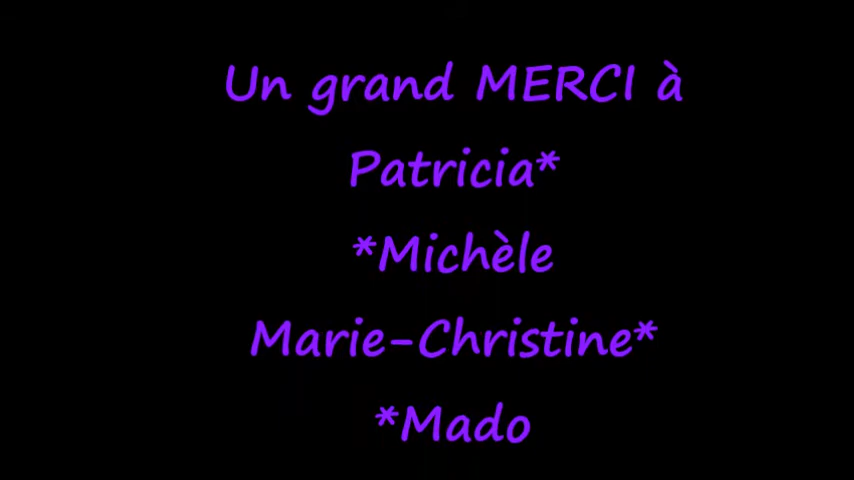 Un grand MERCI à
Patricia*
*Michèle
Marie-Christine*
*Mado